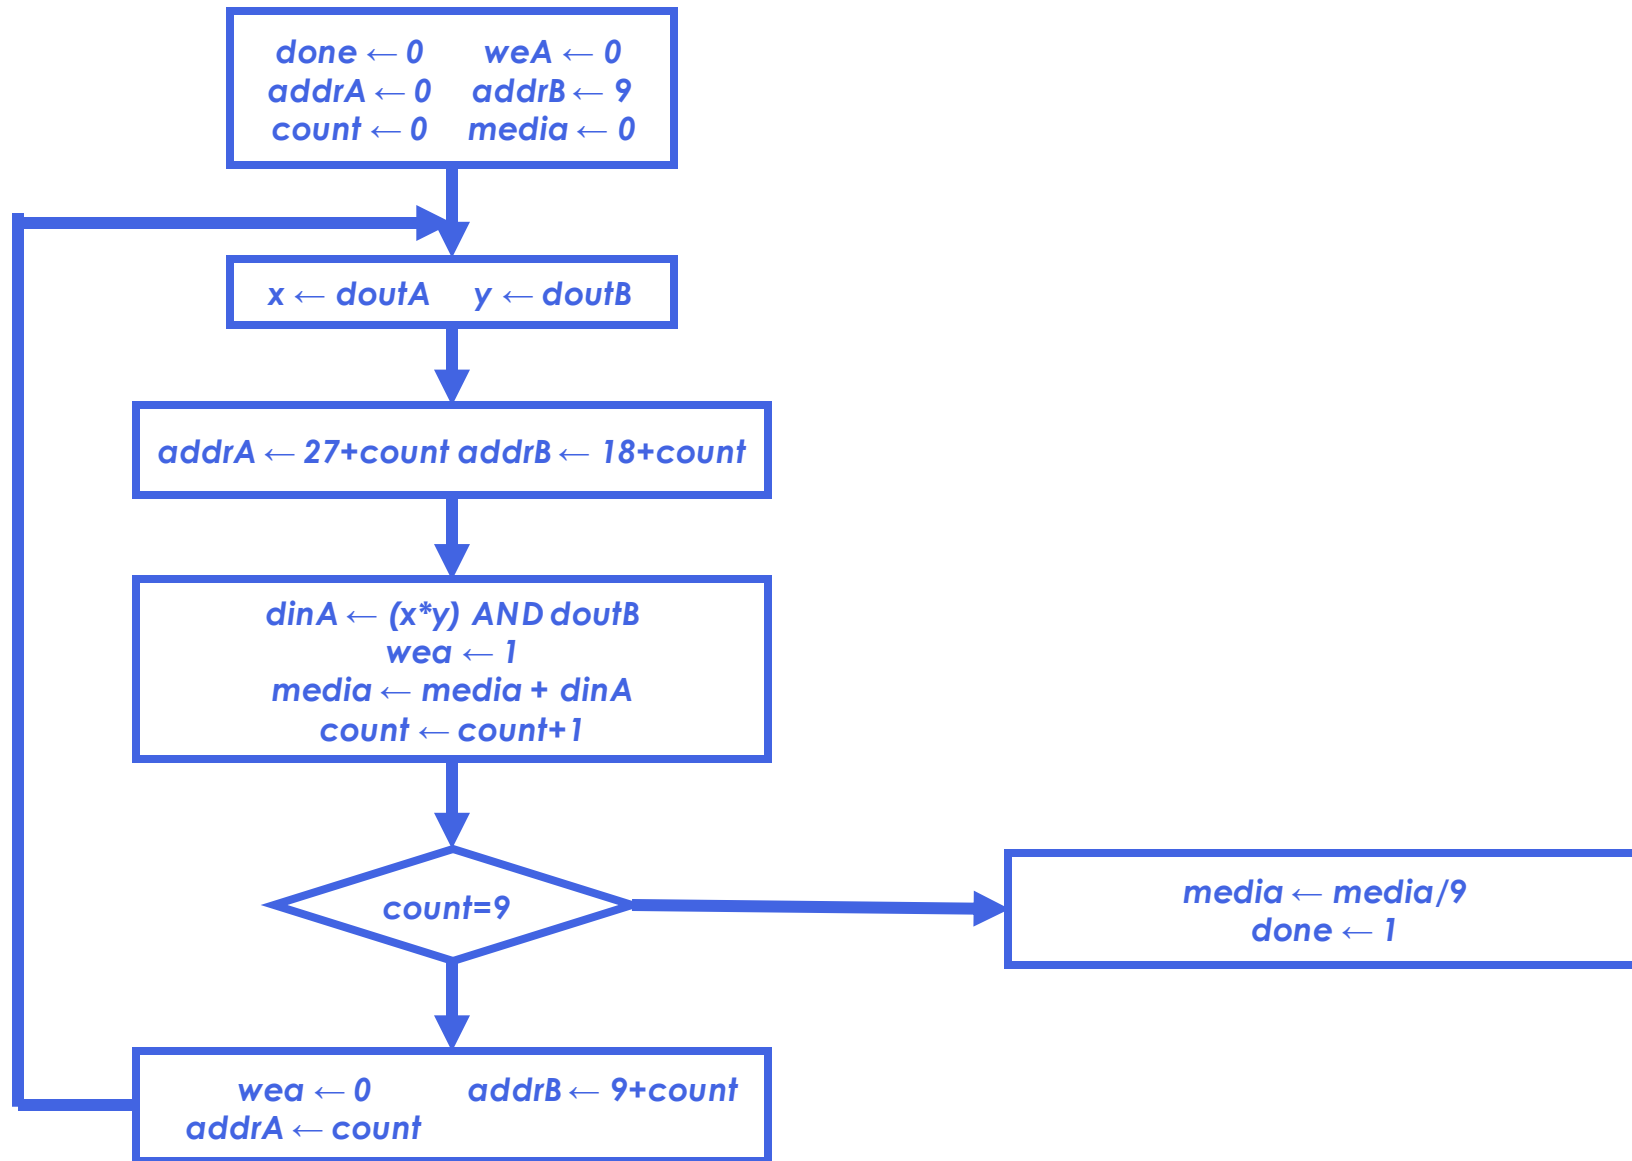 done ← 0 weA ← 0
addrA ← 0 addrB ← 9
count ← 0 media ← 0
x ← doutA y ← doutB
addrA ← 27+count addrB ← 18+count
dinA ← (x*y) AND doutB
wea ← 1
media ← media + dinA
count ← count+1
count=9
media ← media/9
done ← 1
wea ← 0 addrB ← 9+count
addrA ← count